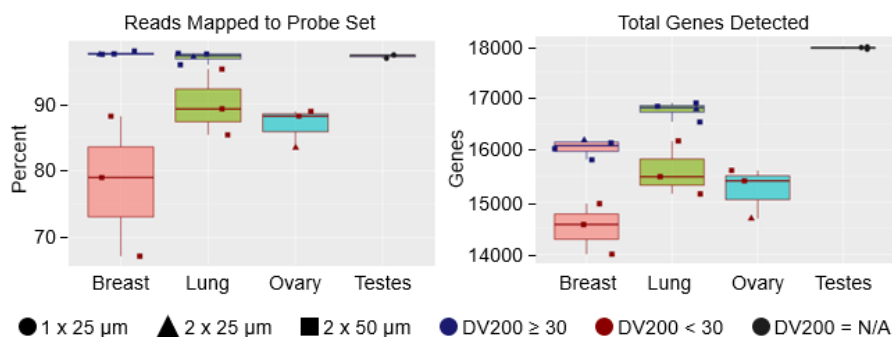 Reads Mapped to Probe Set
Percent
90
80
70
Breast Lung Ovary Testes
Total Genes Detected
Genes
18000
17000
16000
15000
14000
Breast Lung Ovary Testes
1 x 25 μm 2 x 25 μm 2 x 50 μm DV200 ≥ 30 DV200 < 30 DV200 = N/A